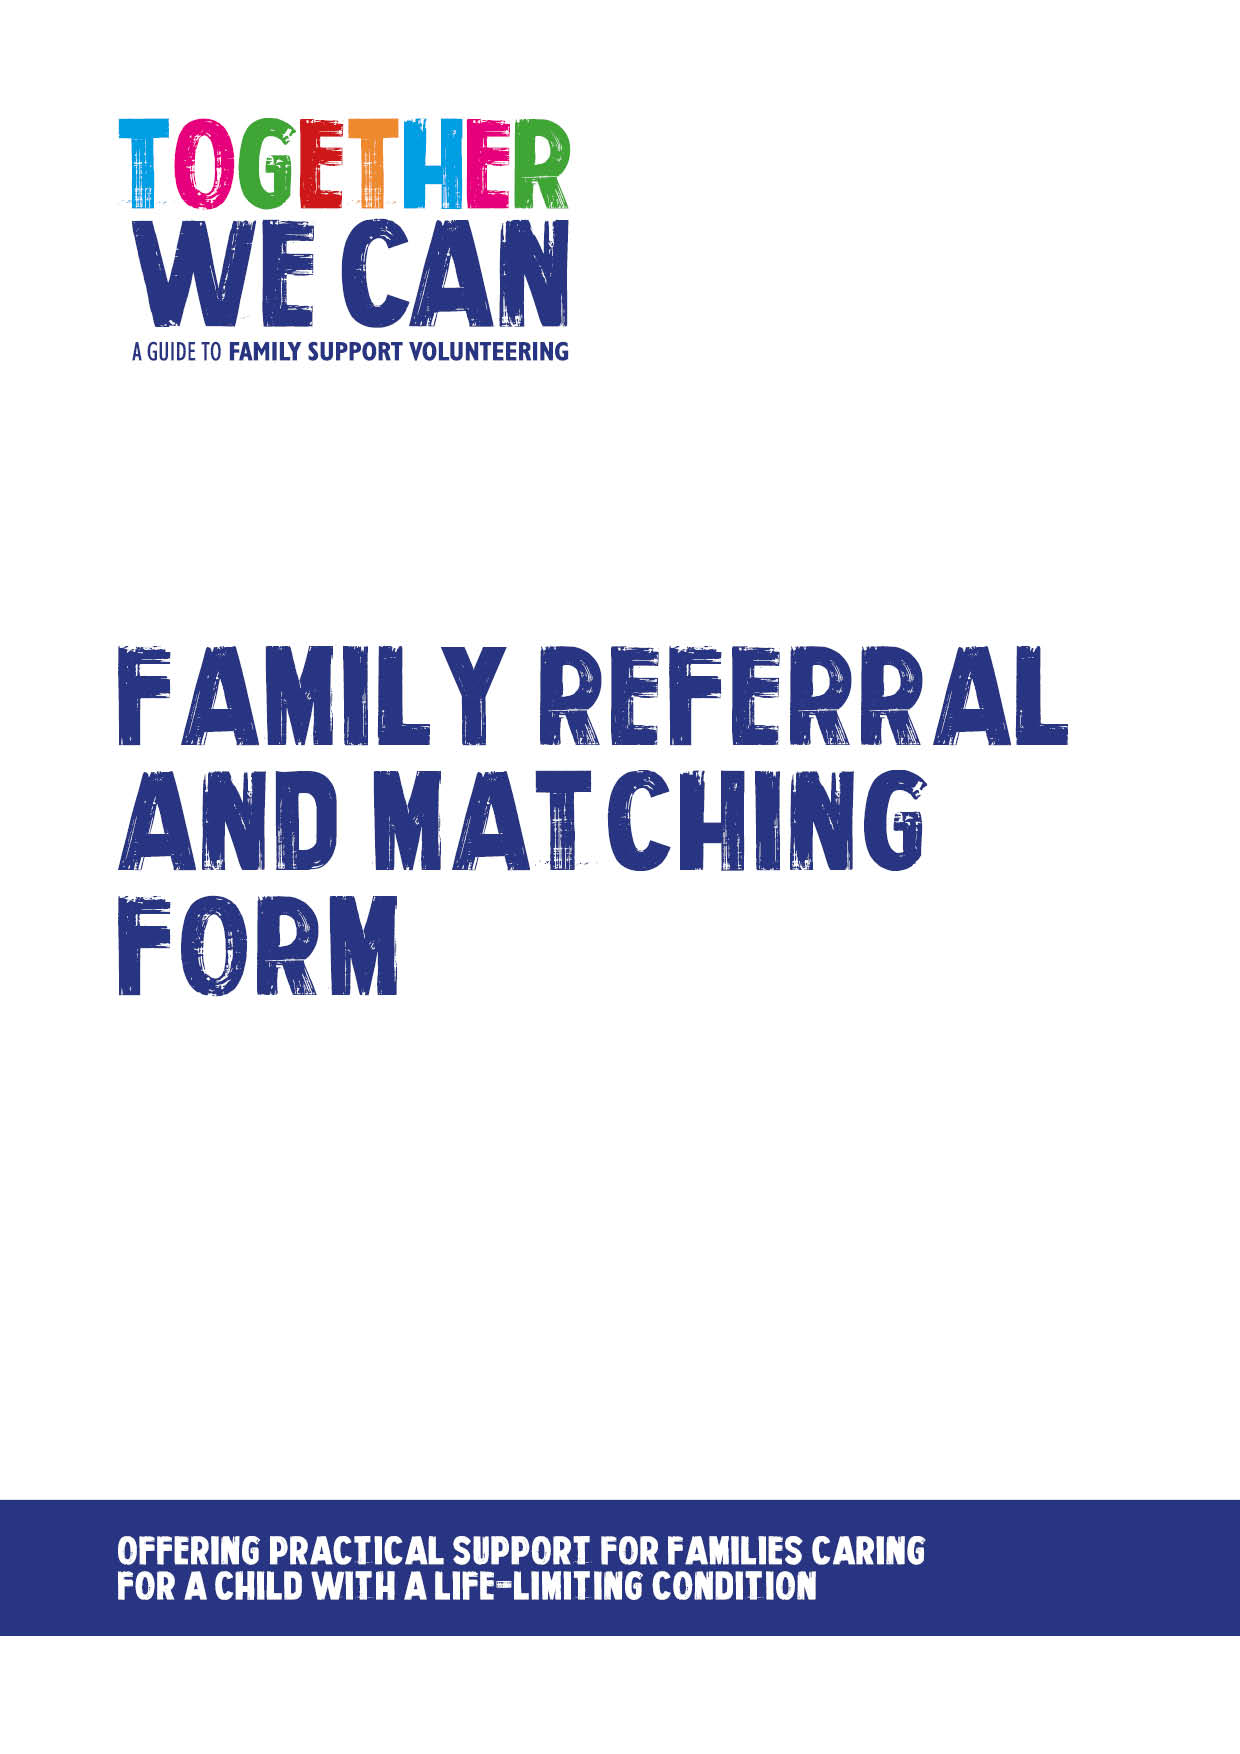 TOGETHER
WE CAN
A GUIDE TO FAMILY SUPPORT VOLUNTEERING
FAMILY REFERRAL
AND MATCHING
FORM
OFFERING PRACTICAL SUPPORT FOR FAMILIES CARING
FOR A CHILD WITH A LIFE-LIMITING CONDITION